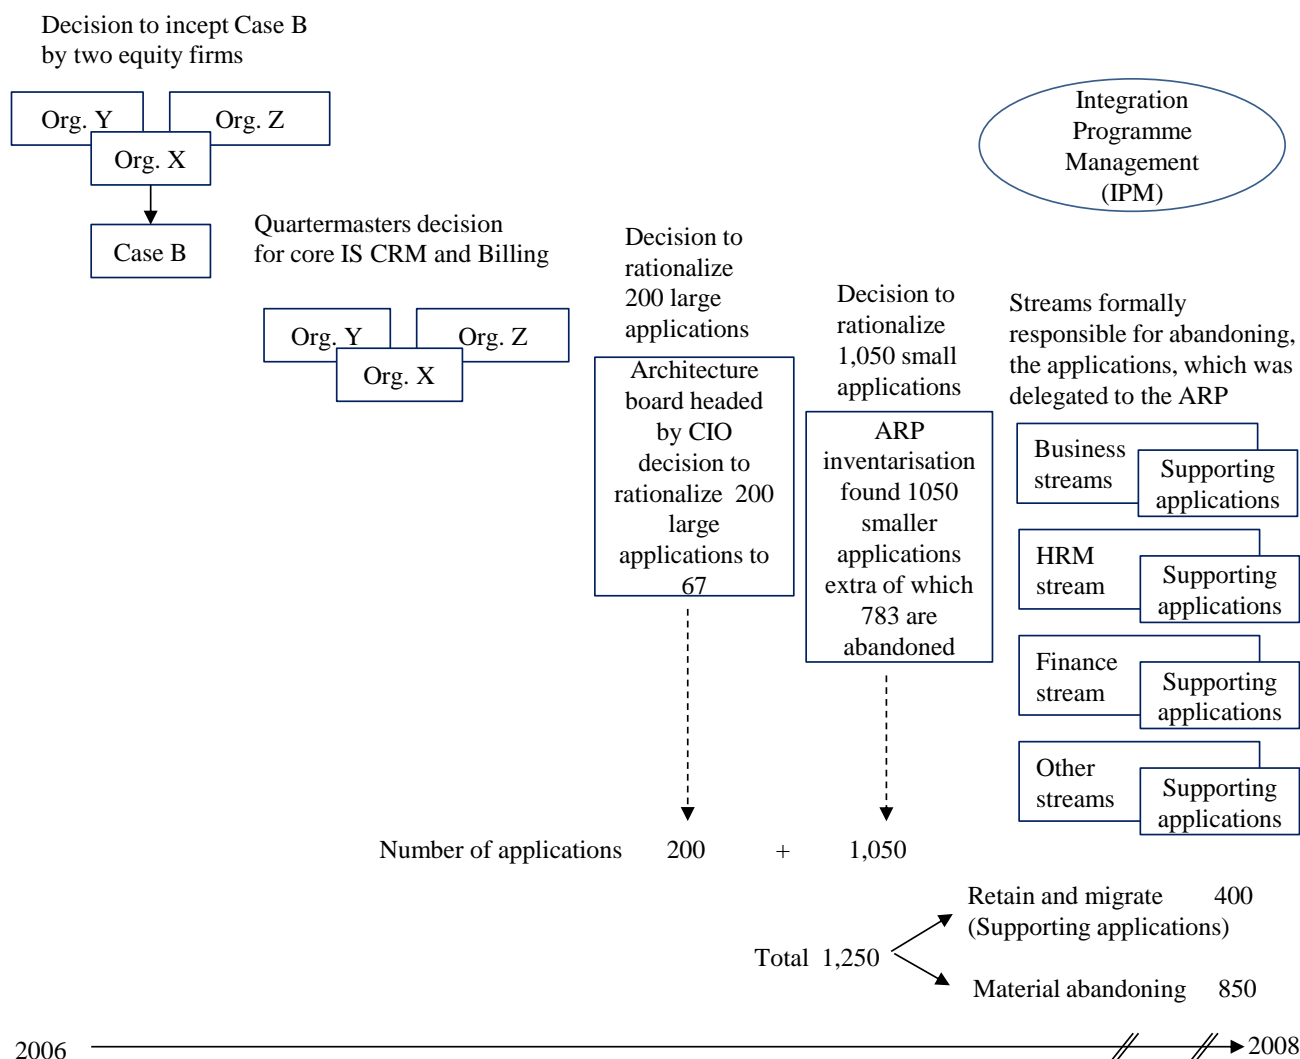 Decision to incept Case B
by two equity firms
Org. Y
Org. Z
Org. X
Case B
Quartermasters decision
for core IS CRM and Billing
Org. Y
Org. Z
Org. X
Decision to
rationalize
200 large
applications
Architecture
board headed
by CIO
decision to
rationalize 200
large
applications to
67
Decision to
rationalize
1,050 small
applications
ARP
inventarisation
found 1050
smaller
applications
extra of which
783 are
abandoned
Integration
Programme
Management
(IPM)
Streams formally
responsible for abandoning,
the applications, which was
delegated to the ARP
Business
streams
Supporting
applications
HRM
stream
Supporting
applications
Finance
stream
Supporting
applications
Other
streams
Supporting
applications
Number of applications 200 + 1,050
Total 1,250
Retain and migrate 400
(Supporting applications)
Material abandoning 850
2006
2008